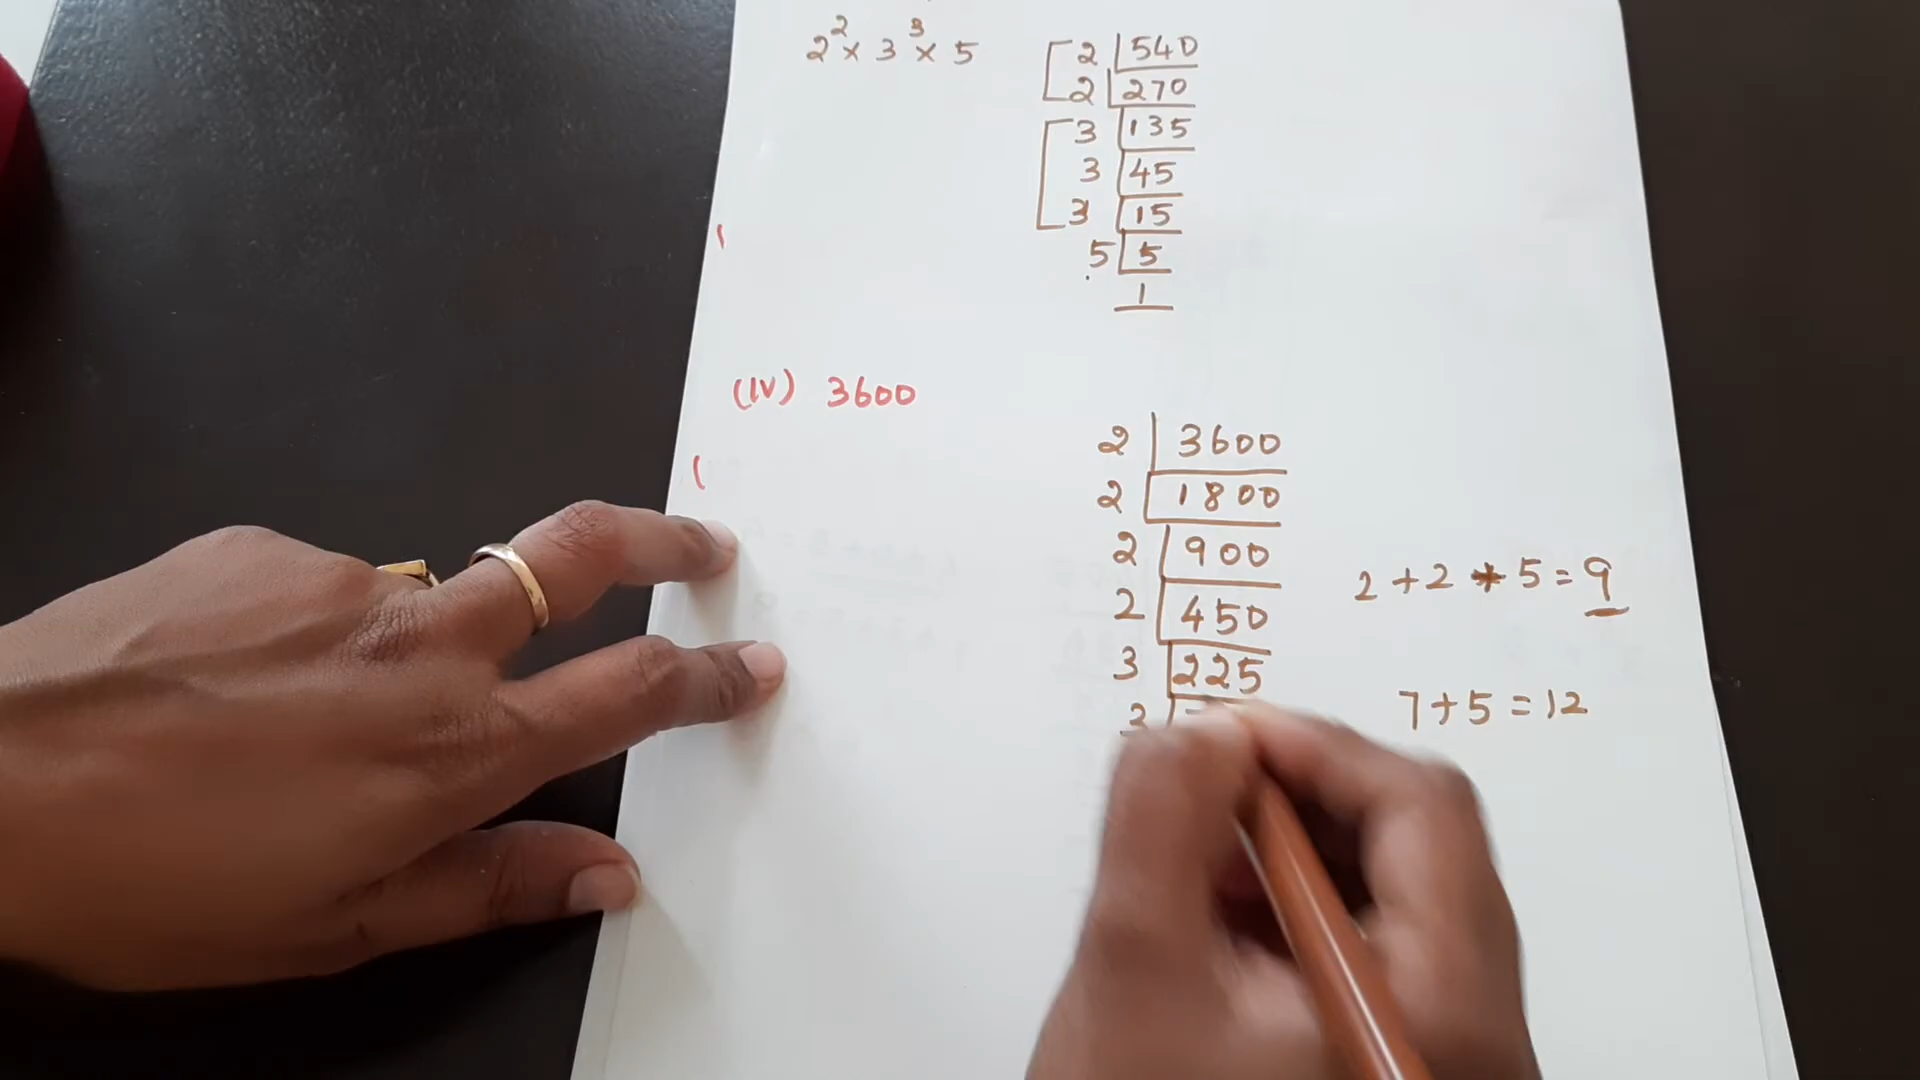 2² × 3³ × 5
2 | 540
2 | 270
3 | 135
3 | 45
3 | 15
5 | 5
1
(IV) 3600
2 | 3600
2 | 1800
2 | 900
2 | 450
3 | 225
3
2 + 2 + 5 = 9
7 + 5 = 12